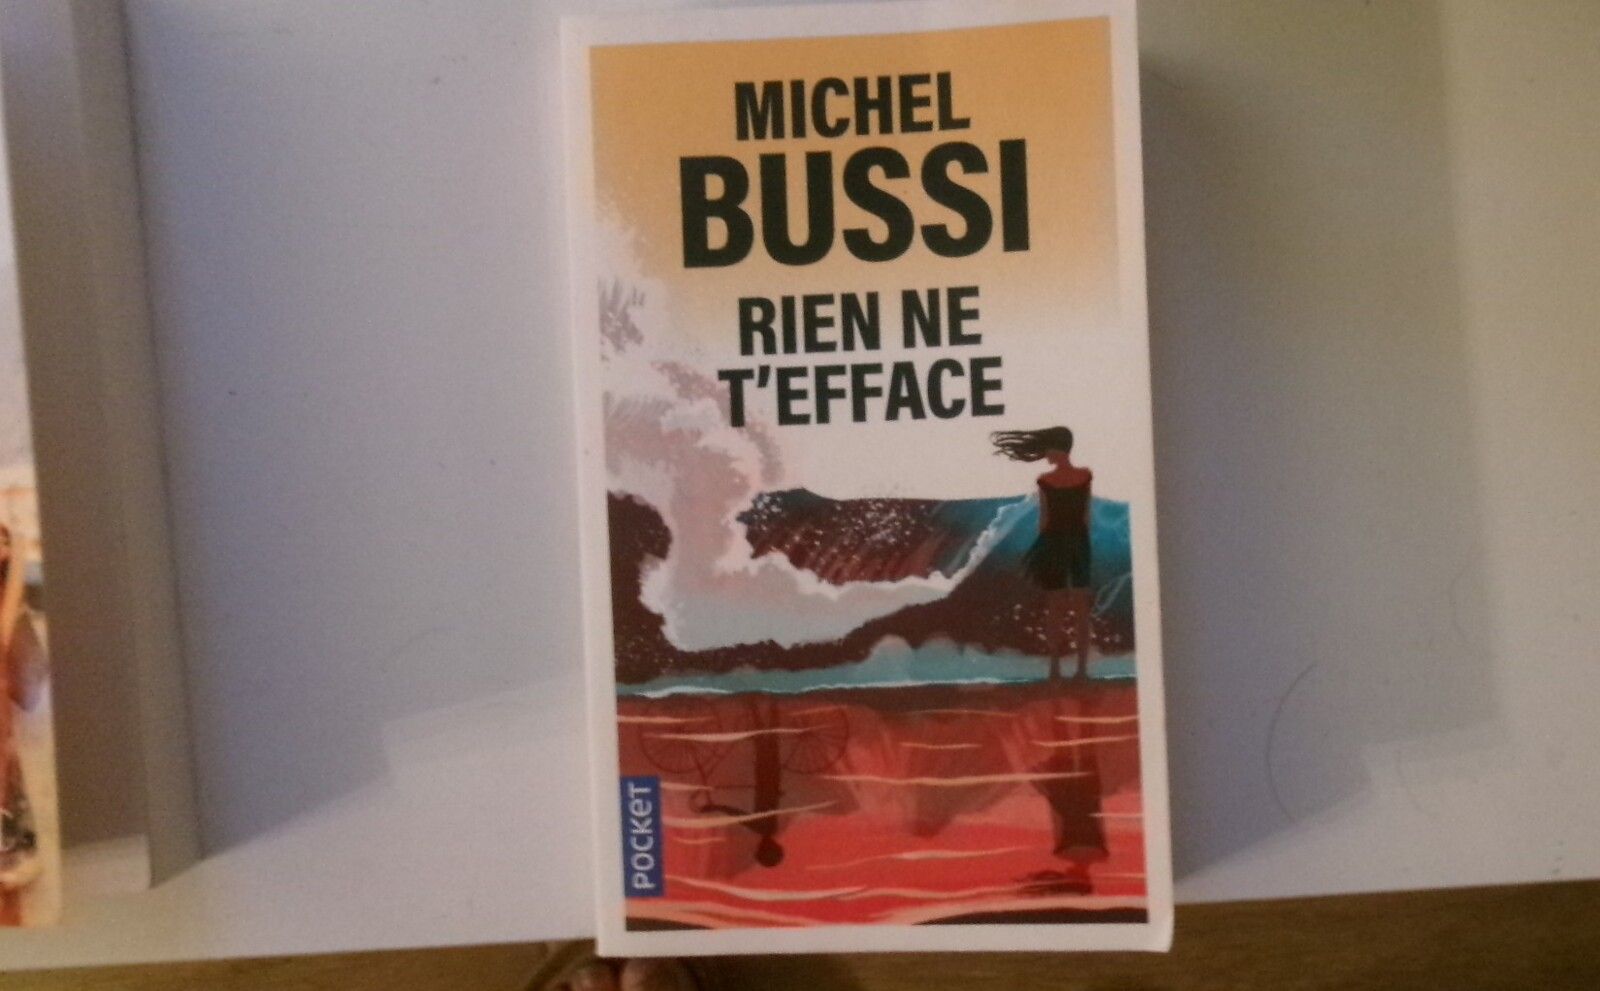 MICHEL
BUSSI
RIEN NE
T'EFFACE
POCKET